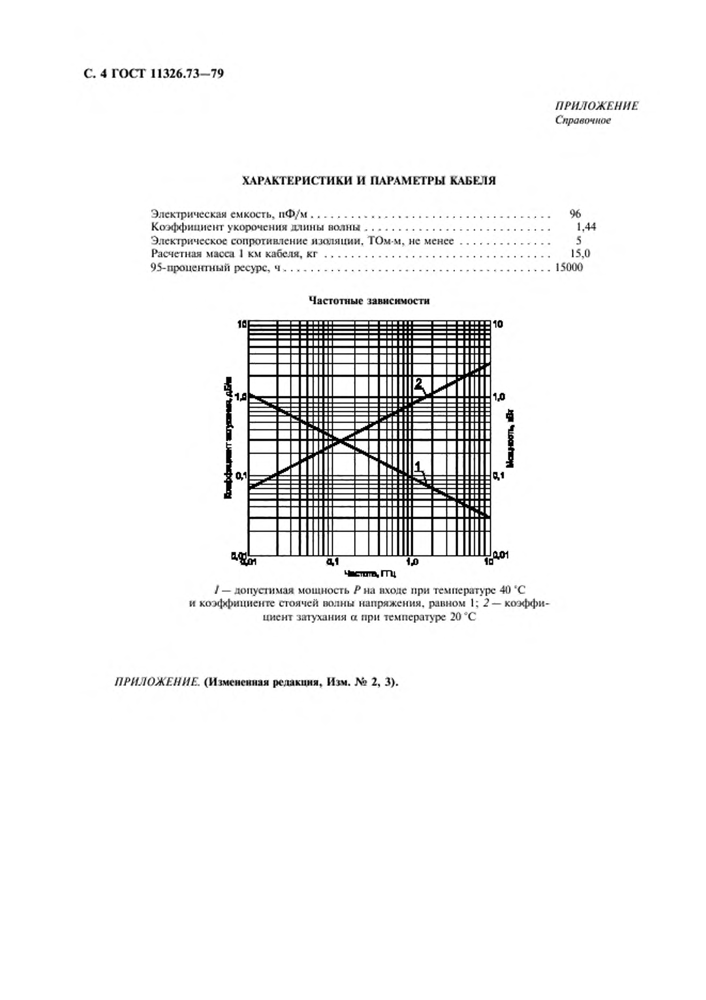 С. 4 ГОСТ 11326.73—79
ПРИЛОЖЕНИЕ
Справочное
ХАРАКТЕРИСТИКИ И ПАРАМЕТРЫ КАБЕЛЯ
Электрическая емкость, пФ/м . . . . . . . . . . . . . . . . . . . . . . . . . . . . . . . . . . . . 96
Коэффициент укорочения длины волны . . . . . . . . . . . . . . . . . . . . . . . . . . . . 1,44
Электрическое сопротивление изоляции, ТОм·м, не менее . . . . . . . . . . . . . . 5
Расчетная масса 1 км кабеля, кг . . . . . . . . . . . . . . . . . . . . . . . . . . . . . . . . . . 15,0
95-процентный ресурс, ч . . . . . . . . . . . . . . . . . . . . . . . . . . . . . . . . . . . . . . . . 15000
Частотные зависимости
10 10
2
Коэффициент затухания, дБ/м
1,0 1,0
Мощность, кВт
1
0,1 0,1
0,01 0,01
0,01 0,1 1,0 10
Частота, ГГц
1 — допустимая мощность P на входе при температуре 40 °С
и коэффициенте стоячей волны напряжения, равном 1; 2 — коэффи-
циент затухания α при температуре 20 °С
ПРИЛОЖЕНИЕ. (Измененная редакция, Изм. № 2, 3).